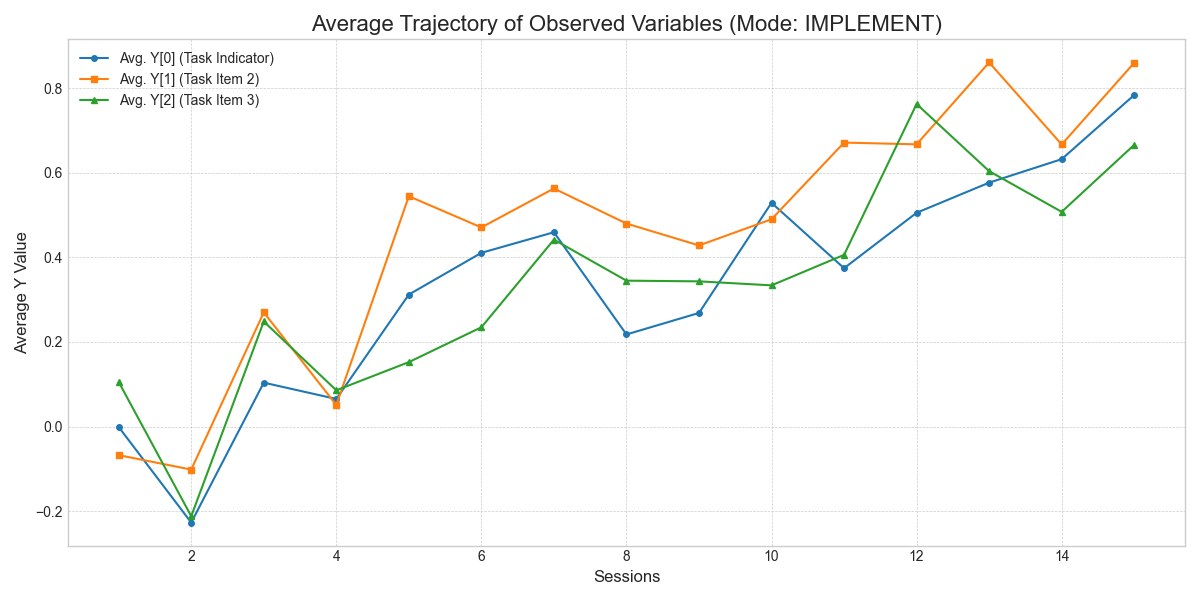 Average Trajectory of Observed Variables (Mode: IMPLEMENT)
Avg. Y[0] (Task Indicator)
Avg. Y[1] (Task Item 2)
Avg. Y[2] (Task Item 3)
Average Y Value
0.8
0.6
0.4
0.2
0.0
−0.2
2 4 6 8 10 12 14
Sessions